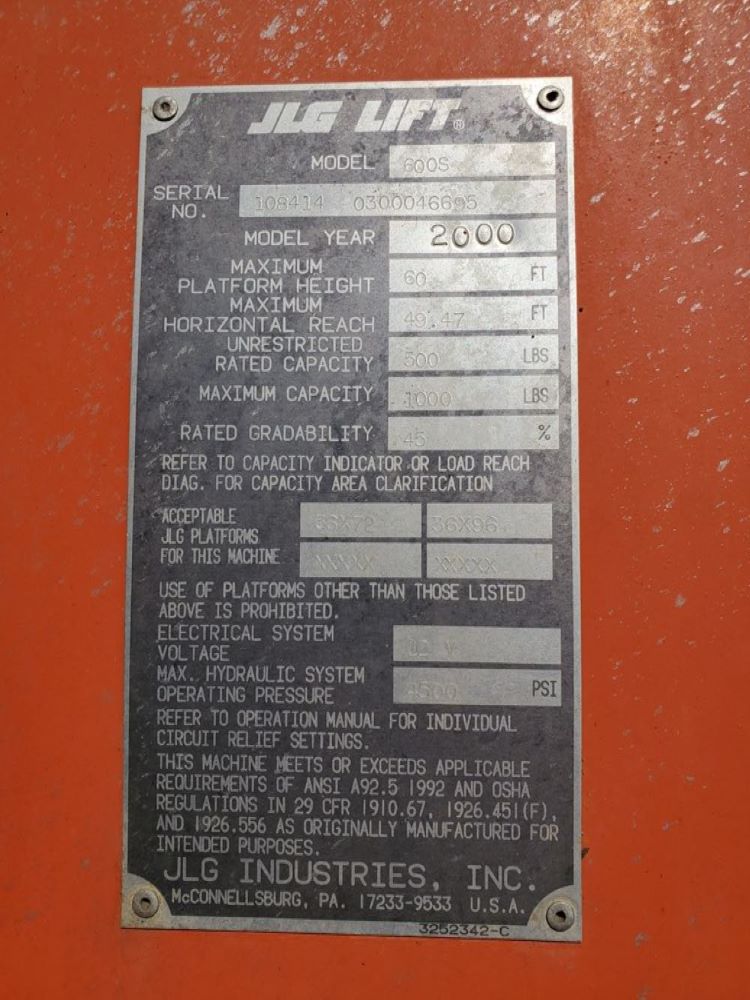 JLG LIFT®
MODEL 600S
SERIAL NO. 108414 0300046695
MODEL YEAR 2000
MAXIMUM
PLATFORM HEIGHT 60 FT
MAXIMUM
HORIZONTAL REACH 49.47 FT
UNRESTRICTED
RATED CAPACITY 500 LBS
MAXIMUM CAPACITY 1000 LBS
RATED GRADABILITY 45 %
REFER TO CAPACITY INDICATOR OR LOAD REACH
DIAG. FOR CAPACITY AREA CLARIFICATION
ACCEPTABLE
JLG PLATFORMS
FOR THIS MACHINE
36X72 36X96
XXXXX XXXXX
USE OF PLATFORMS OTHER THAN THOSE LISTED
ABOVE IS PROHIBITED.
ELECTRICAL SYSTEM
VOLTAGE 12 V
MAX. HYDRAULIC SYSTEM
OPERATING PRESSURE 4500 PSI
REFER TO OPERATION MANUAL FOR INDIVIDUAL
CIRCUIT RELIEF SETTINGS.
THIS MACHINE MEETS OR EXCEEDS APPLICABLE
REQUIREMENTS OF ANSI A92.5 1992 AND OSHA
REGULATIONS IN 29 CFR 1910.67, 1926.451(F),
AND 1926.556 AS ORIGINALLY MANUFACTURED FOR
INTENDED PURPOSES.
JLG INDUSTRIES, INC.
McCONNELLSBURG, PA. 17233-9533 U.S.A.
3252342-C